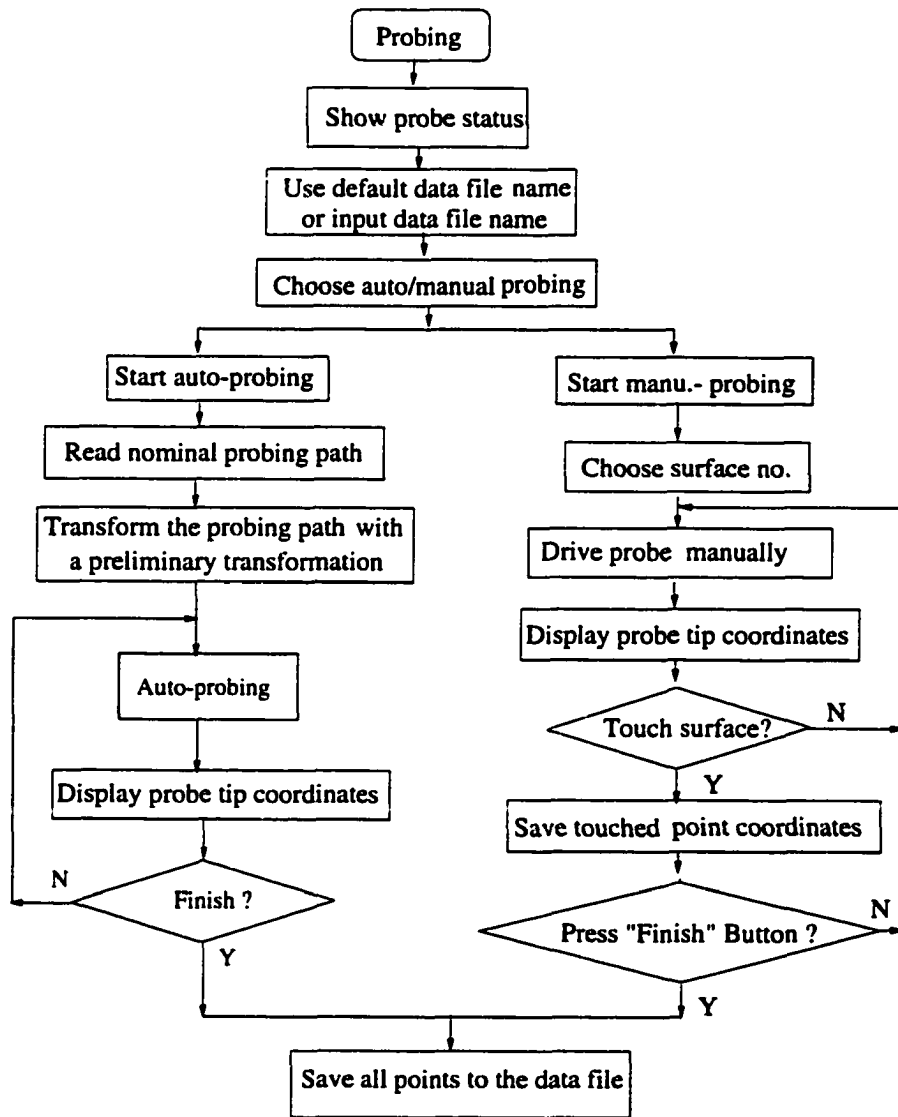 Probing
Show probe status
Use default data file name
or input data file name
Choose auto/manual probing
Start auto-probing
Read nominal probing path
Transform the probing path with
a preliminary transformation
Auto-probing
Display probe tip coordinates
Finish ?
N
Y
Start manu.- probing
Choose surface no.
Drive probe manually
Display probe tip coordinates
Touch surface?
N
Y
Save touched point coordinates
Press "Finish" Button ?
N
Y
Save all points to the data file